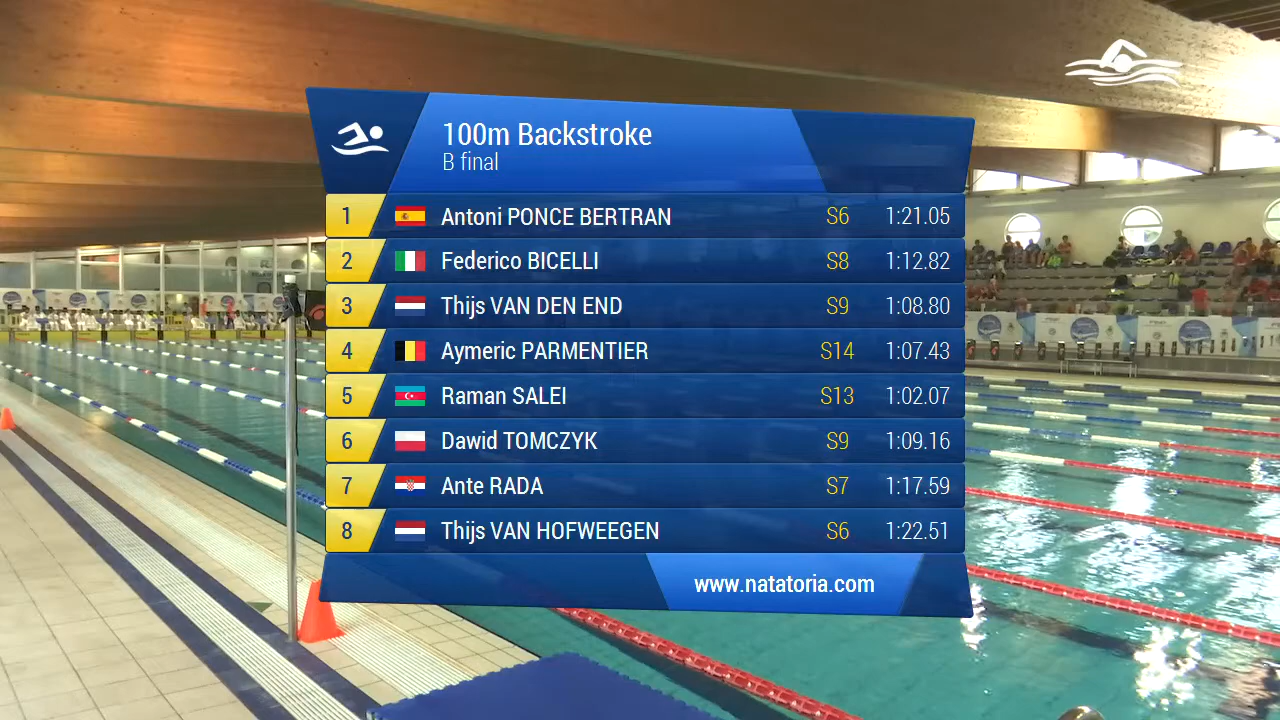 100m Backstroke
B final
1 Antoni PONCE BERTRAN S6 1:21.05
2 Federico BICELLI S8 1:12.82
3 Thijs VAN DEN END S9 1:08.80
4 Aymeric PARMENTIER S14 1:07.43
5 Raman SALEI S13 1:02.07
6 Dawid TOMCZYK S9 1:09.16
7 Ante RADA S7 1:17.59
8 Thijs VAN HOFWEEGEN S6 1:22.51
www.natatoria.com